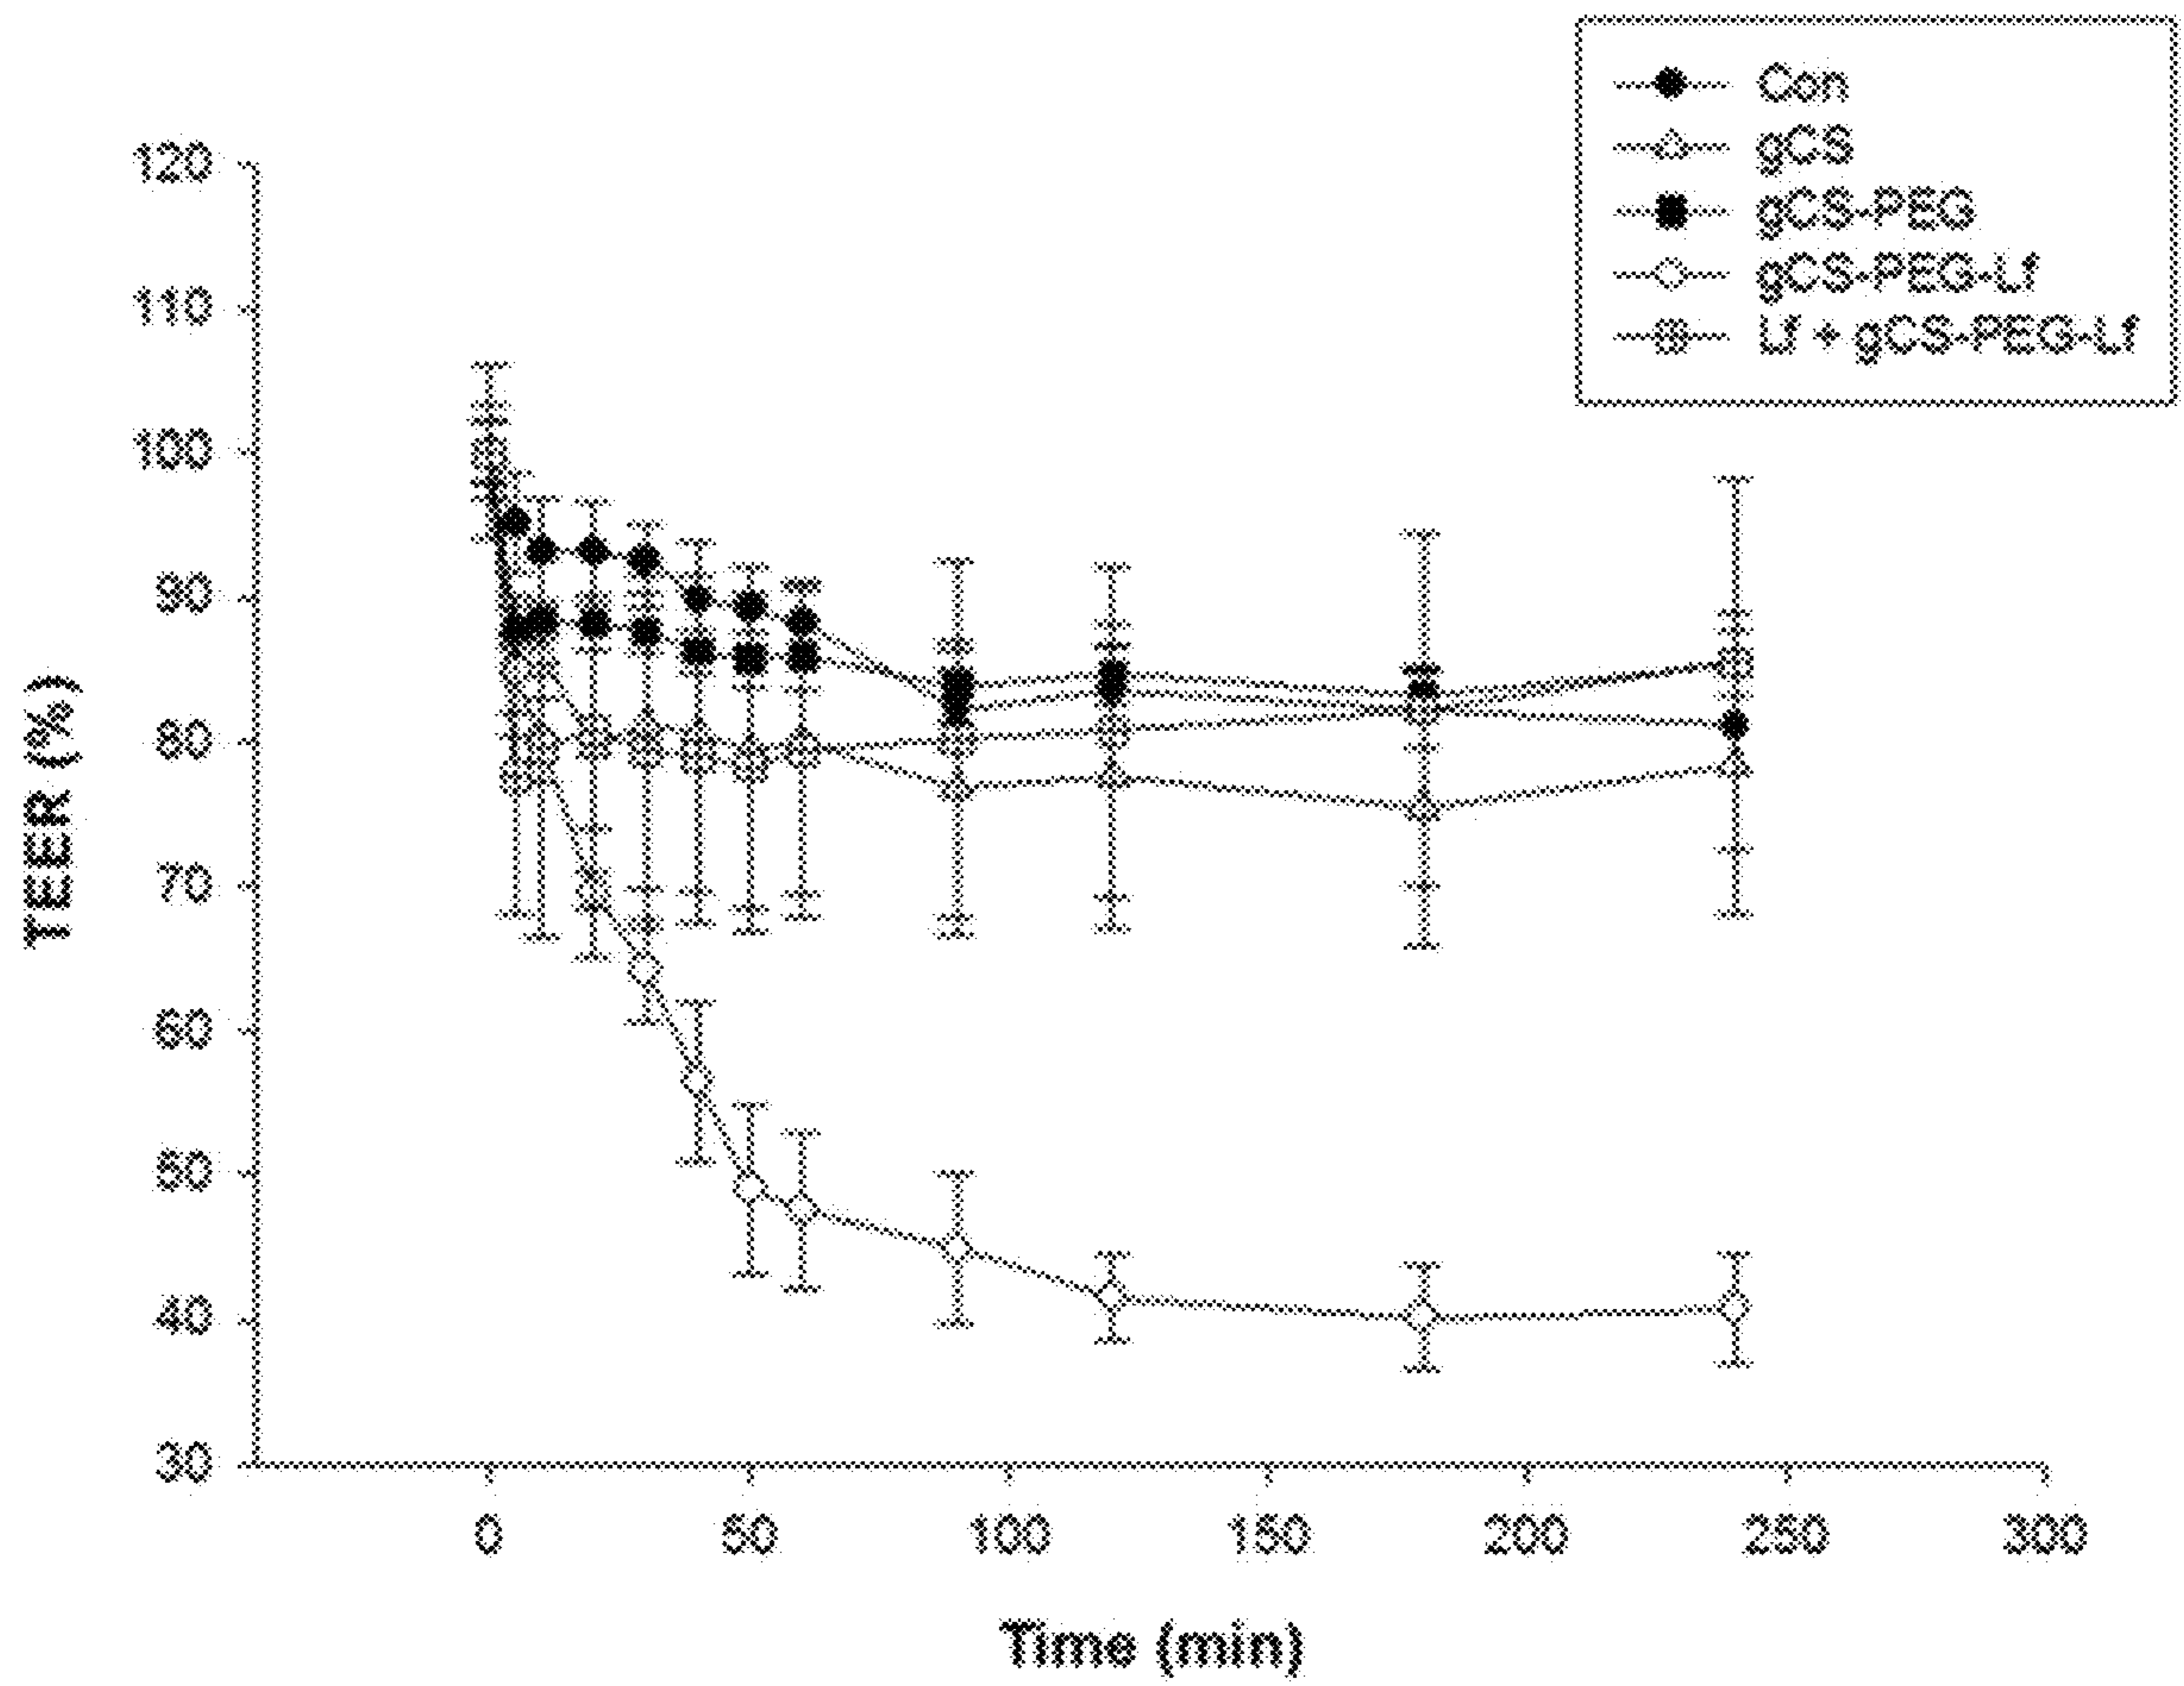 Con
gCS
gCS-PEG
gCS-PEG-Lf
Lf + gCS-PEG-Lf
120
110
100
90
80
70
60
50
40
30
TEER (%)
0 50 100 150 200 250 300
Time (min)